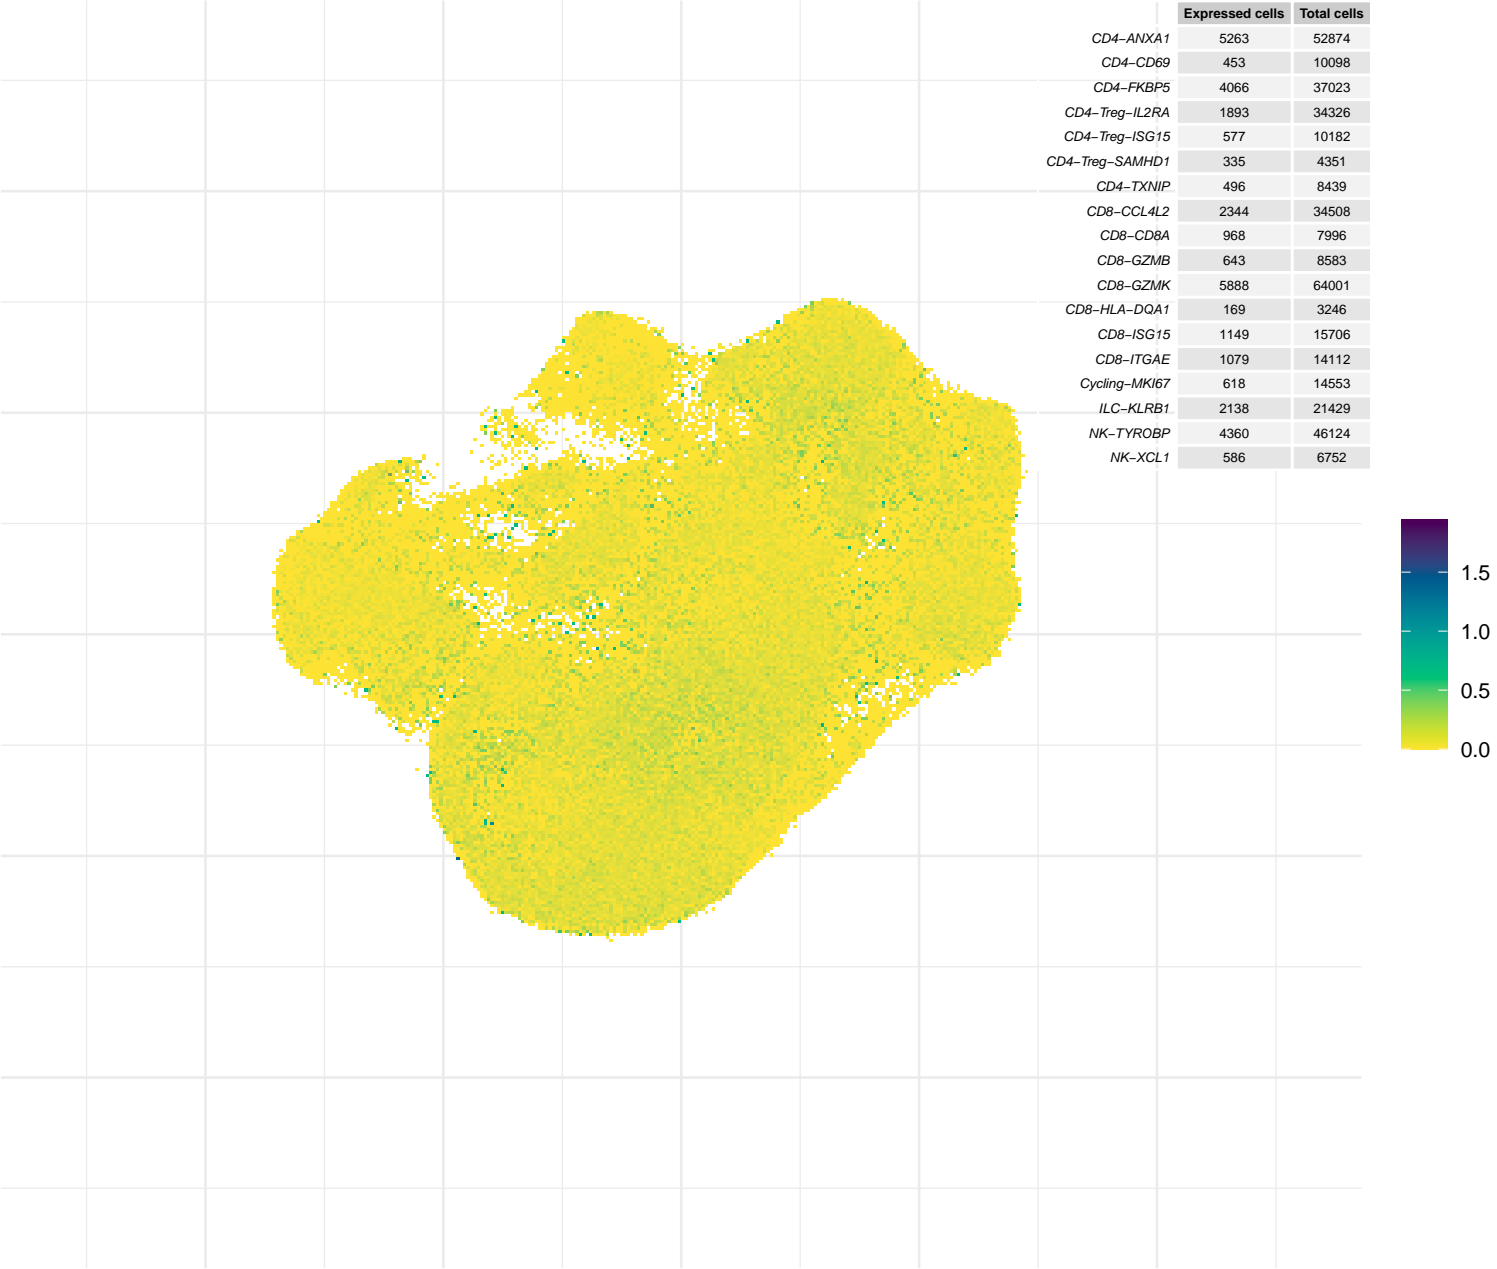 Expressed cells Total cells
CD4−ANXA1 5263 52874
CD4−CD69 453 10098
CD4−FKBP5 4066 37023
CD4−Treg−IL2RA 1893 34326
CD4−Treg−ISG15 577 10182
CD4−Treg−SAMHD1 335 4351
CD4−TXNIP 496 8439
CD8−CCL4L2 2344 34508
CD8−CD8A 968 7996
CD8−GZMB 643 8583
CD8−GZMK 5888 64001
CD8−HLA−DQA1 169 3246
CD8−ISG15 1149 15706
CD8−ITGAE 1079 14112
Cycling−MKI67 618 14553
ILC−KLRB1 2138 21429
NK−TYROBP 4360 46124
NK−XCL1 586 6752
1.5
1.0
0.5
0.0